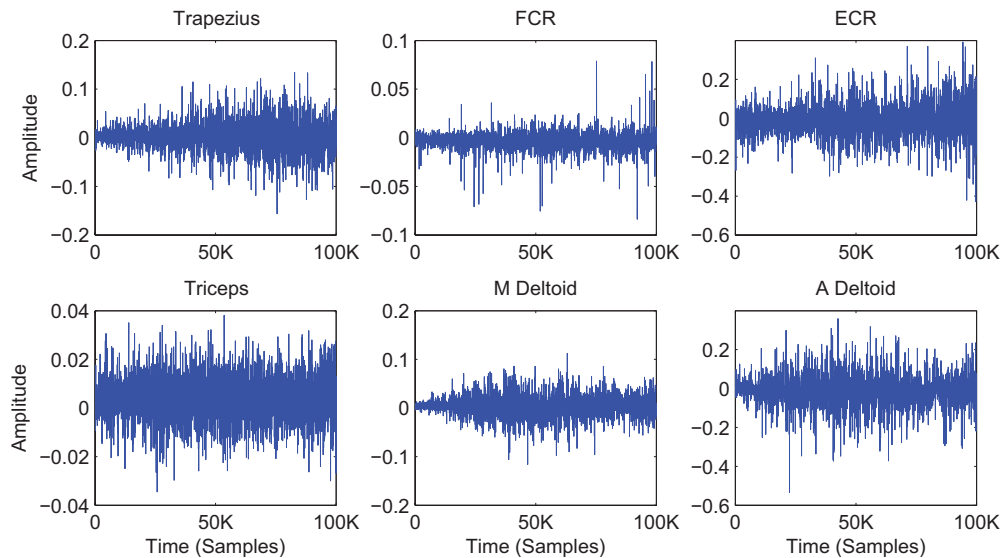 Trapezius
FCR
ECR
0.2
0.1
0
−0.1
−0.2
Amplitude
0
50K
100K
0.1
0.05
0
−0.05
0.1
0
50K
100K
0.2
0
−0.2
−0.4
−0.6
0
50K
100K
Triceps
M Deltoid
A Deltoid
0.04
0.02
0
−0.02
−0.04
Amplitude
0
50K
100K
Time (Samples)
0.2
0.1
0
−0.1
−0.2
0
50K
100K
Time (Samples)
0.2
0
−0.2
−0.4
−0.6
0
50K
100K
Time (Samples)